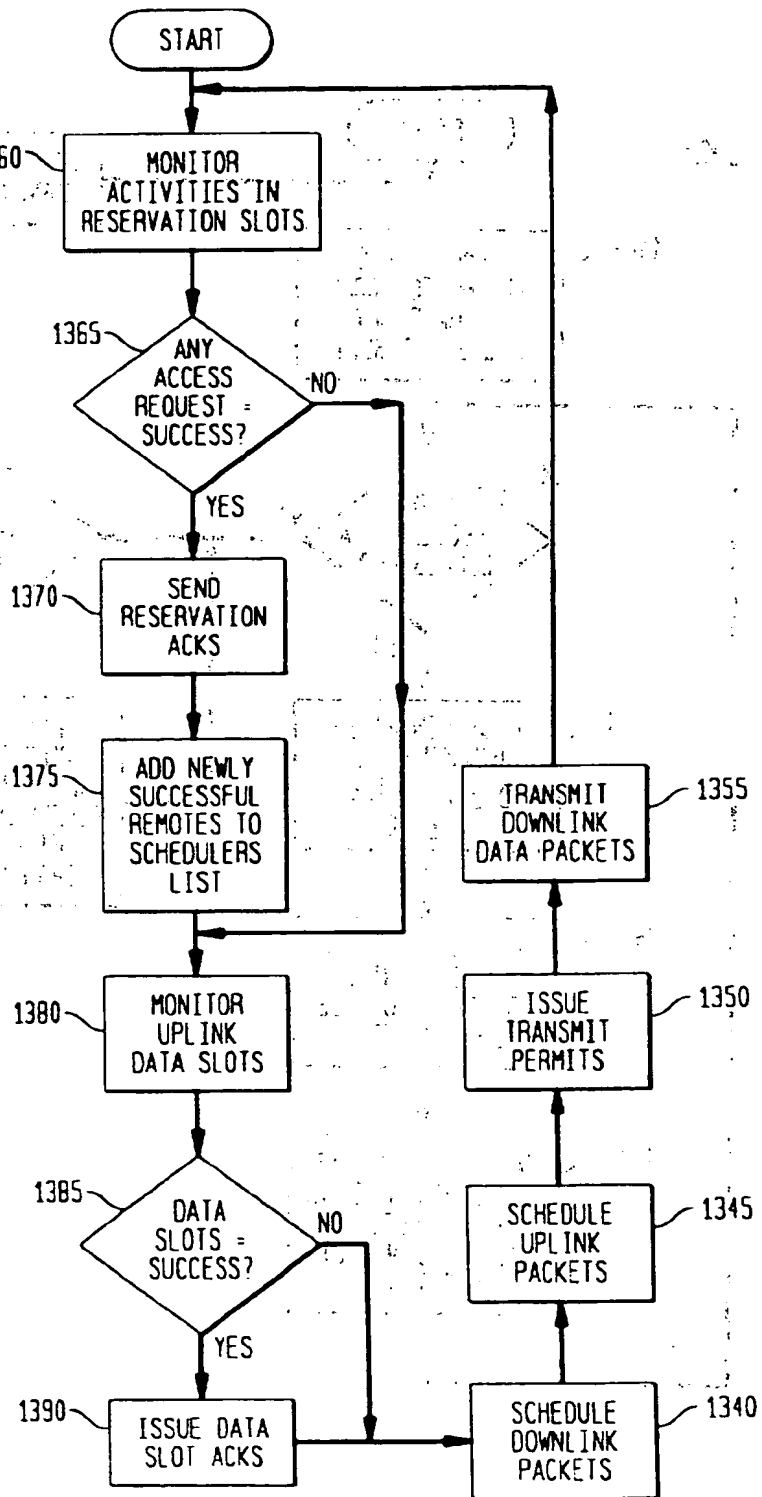 START
60
MONITOR
ACTIVITIES IN
RESERVATION SLOTS
1365
ANY
ACCESS
REQUEST =
SUCCESS?
NO
YES
1370
SEND
RESERVATION
ACKS
1375
ADD NEWLY
SUCCESSFUL
REMOTES TO
SCHEDULERS
LIST
1380
MONITOR
UPLINK
DATA SLOTS
1385
DATA
SLOTS =
SUCCESS?
NO
YES
1390
ISSUE DATA
SLOT ACKS
TRANSMIT
DOWNLINK
DATA PACKETS
1355
ISSUE
TRANSMIT
PERMITS
1350
SCHEDULE
UPLINK
PACKETS
1345
SCHEDULE
DOWNLINK
PACKETS
1340